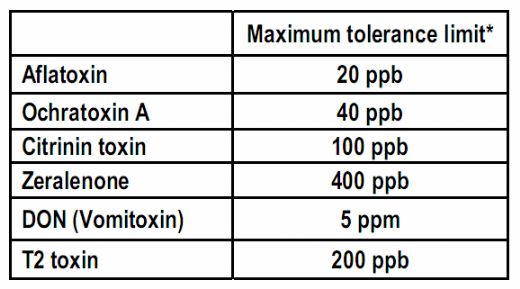 Maximum tolerance limit*
Aflatoxin 20 ppb
Ochratoxin A 40 ppb
Citrinin toxin 100 ppb
Zeralenone 400 ppb
DON (Vomitoxin) 5 ppm
T2 toxin 200 ppb